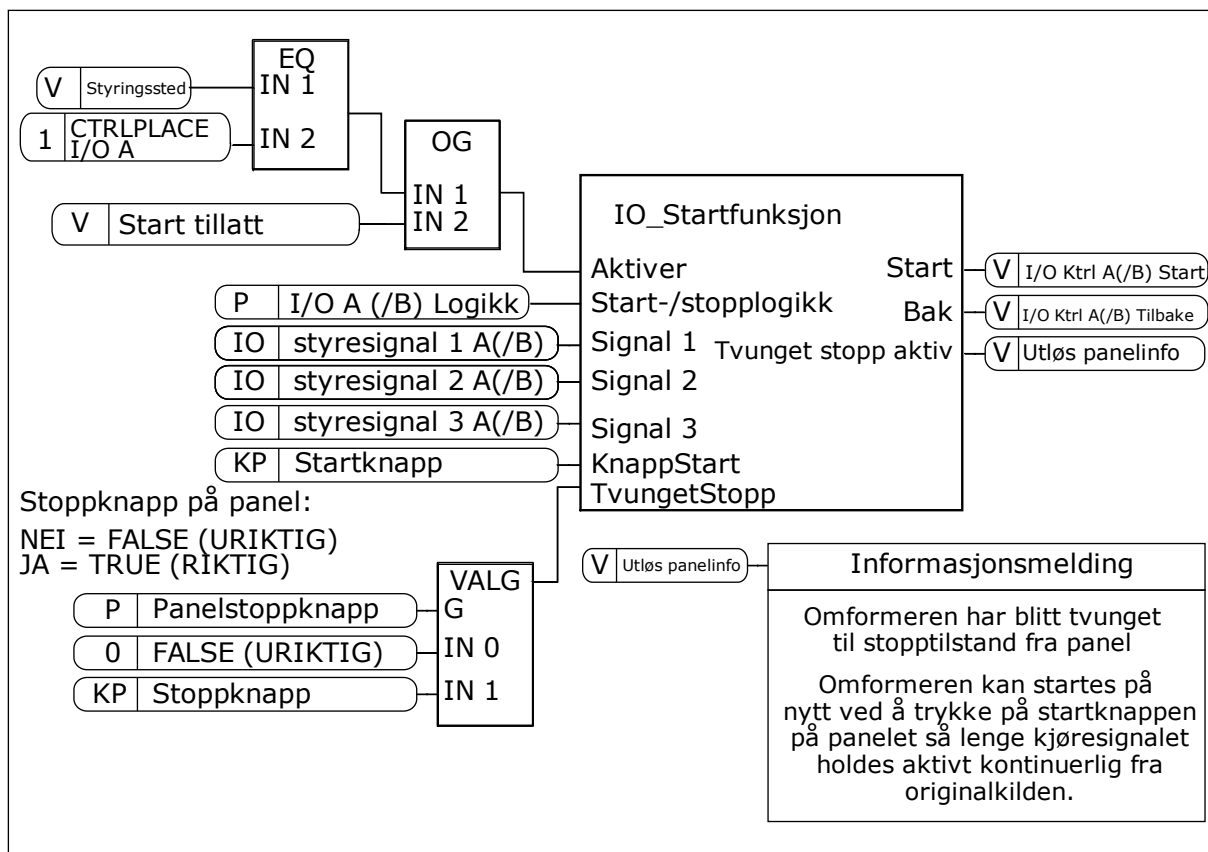 EQ
V Styringssted IN 1
1 CTRLPLACE I/O A IN 2
OG
IN 1
V Start tillatt IN 2
IO_Startfunksjon
Aktiver
P I/O A (/B) Logikk Start-/stopplogikk
IO styresignal 1 A(/B) Signal 1
IO styresignal 2 A(/B) Signal 2
IO styresignal 3 A(/B) Signal 3
KP Startknapp KnappStart
TvungetStopp
Start V I/O Ktrl A(/B) Start
Bak V I/O Ktrl A(/B) Tilbake
Tvunget stopp aktiv V Utløs panelinfo
Stoppknapp på panel:
NEI = FALSE (URIKTIG)
JA = TRUE (RIKTIG)
VALG
P Panelstoppknapp G
0 FALSE (URIKTIG) IN 0
KP Stoppknapp IN 1
V Utløs panelinfo
Informasjonsmelding
Omformeren har blitt tvunget
til stopptilstand fra panel
Omformeren kan startes på
nytt ved å trykke på startknappen
på panelet så lenge kjøresignalet
holdes aktivt kontinuerlig fra
originalkilden.